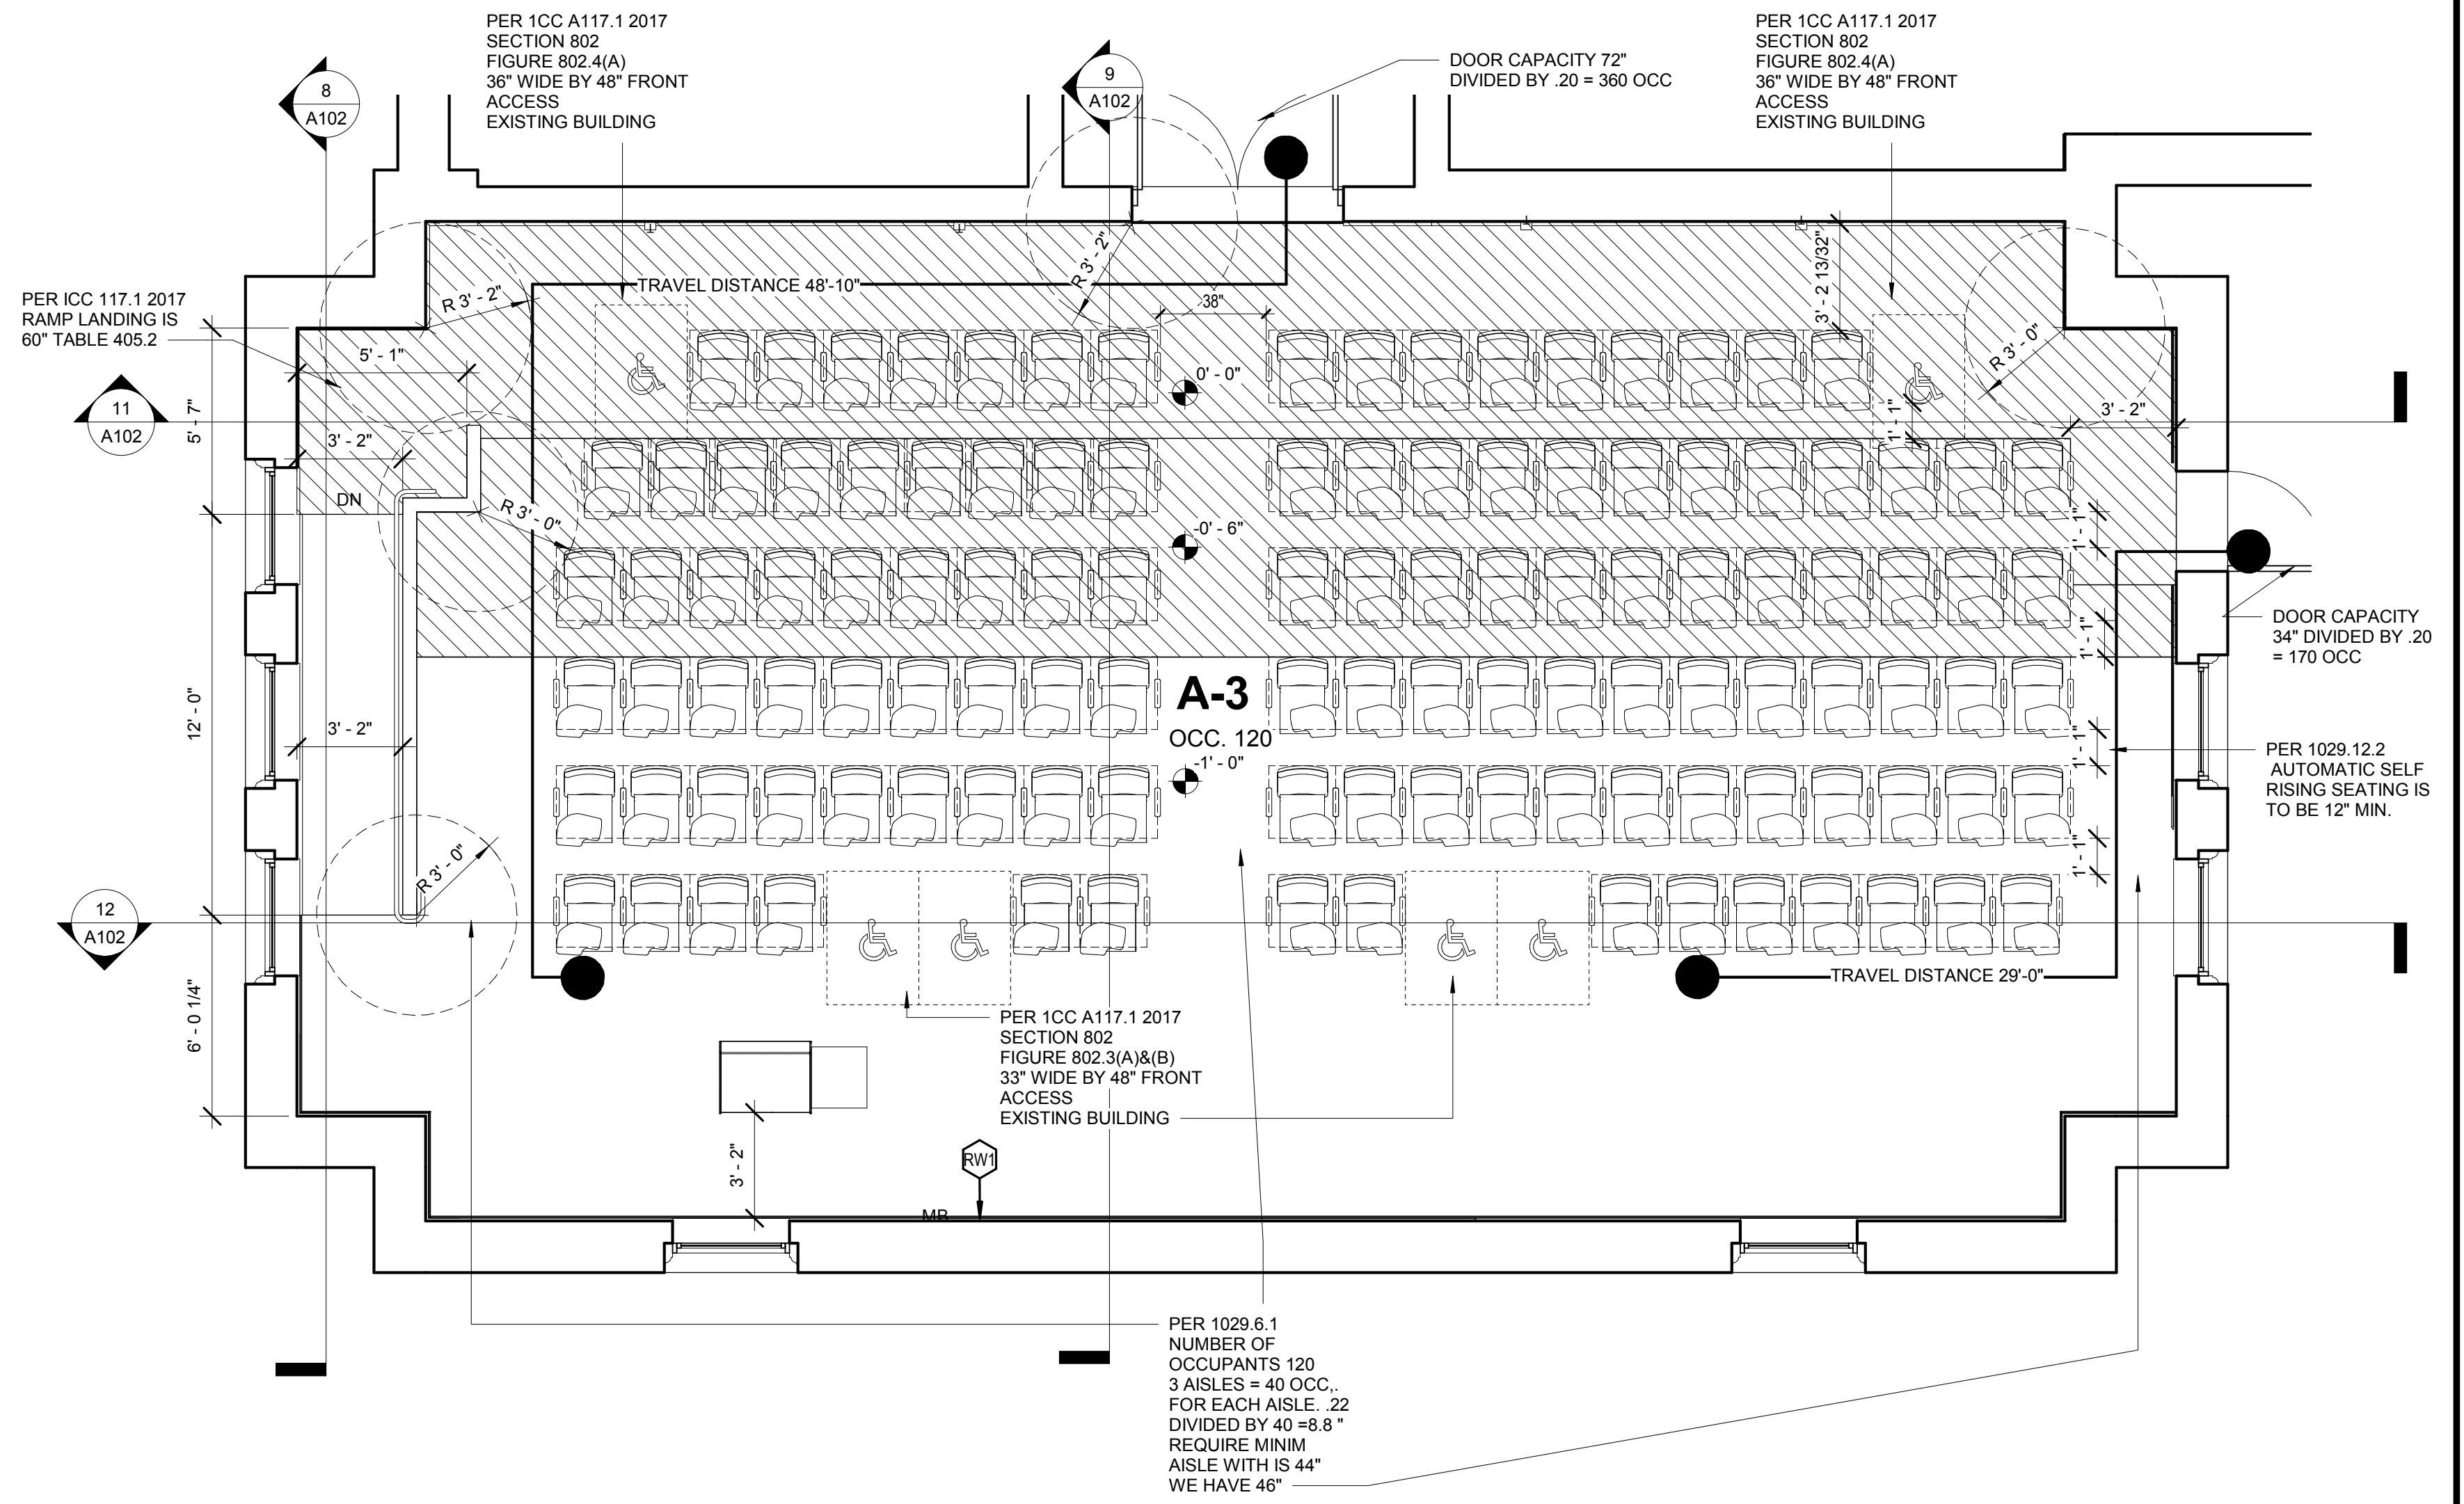 PER 1CC A117.1 2017
SECTION 802
FIGURE 802.4(A)
36" WIDE BY 48" FRONT
ACCESS
EXISTING BUILDING
8
A102
9
A102
DOOR CAPACITY 72"
DIVIDED BY .20 = 360 OCC
PER 1CC A117.1 2017
SECTION 802
FIGURE 802.4(A)
36" WIDE BY 48" FRONT
ACCESS
EXISTING BUILDING
PER ICC 117.1 2017
RAMP LANDING IS
60" TABLE 405.2
R 3' - 2"
TRAVEL DISTANCE 48'-10"
R 3' - 2"
38"
3' - 2 13/32"
R 3' - 0"
5' - 1"
0' - 0"
11
A102
5' - 7"
3' - 2"
1' - 1"
3' - 2"
DN
R 3' - 0"
-0' - 6"
1' - 1"
DOOR CAPACITY
34" DIVIDED BY .20
= 170 OCC
1' - 1"
12' - 0"
3' - 2"
A-3
OCC. 120
-1' - 0"
1' - 1"
PER 1029.12.2
AUTOMATIC SELF
RISING SEATING IS
TO BE 12" MIN.
R 3' - 0"
1' - 1"
12
A102
6' - 0 1/4"
TRAVEL DISTANCE 29'-0"
PER 1CC A117.1 2017
SECTION 802
FIGURE 802.3(A)&(B)
33" WIDE BY 48" FRONT
ACCESS
EXISTING BUILDING
3' - 2"
RW1
MB
PER 1029.6.1
NUMBER OF
OCCUPANTS 120
3 AISLES = 40 OCC,.
FOR EACH AISLE. .22
DIVIDED BY 40 =8.8 "
REQUIRE MINIM
AISLE WITH IS 44"
WE HAVE 46"